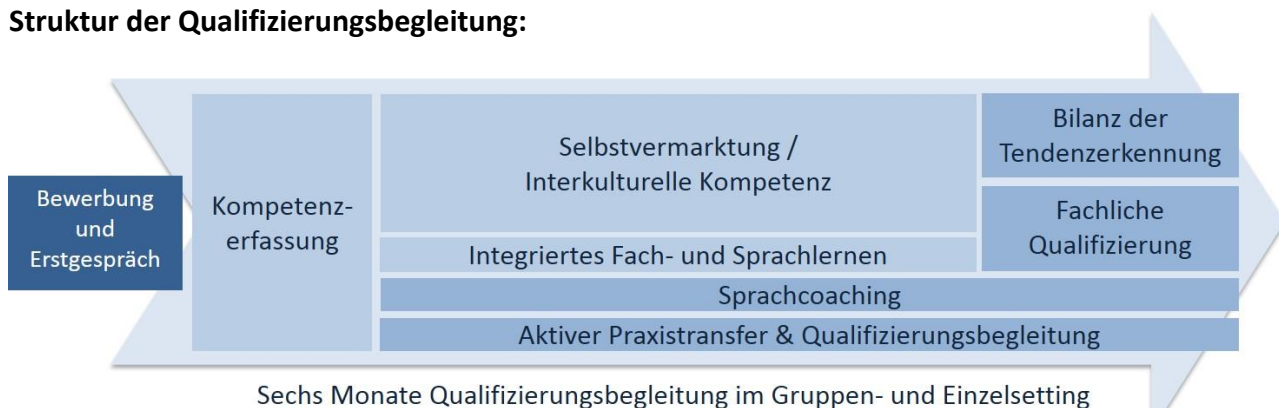 Struktur der Qualifizierungsbegleitung:
Bewerbung
und
Erstgespräch
Kompetenz-
erfassung
Selbstvermarktung /
Interkulturelle Kompetenz
Integriertes Fach- und Sprachlernen
Bilanz der
Tendenzerkennung
Fachliche
Qualifizierung
Sprachcoaching
Aktiver Praxistransfer & Qualifizierungsbegleitung
Sechs Monate Qualifizierungsbegleitung im Gruppen- und Einzelsetting